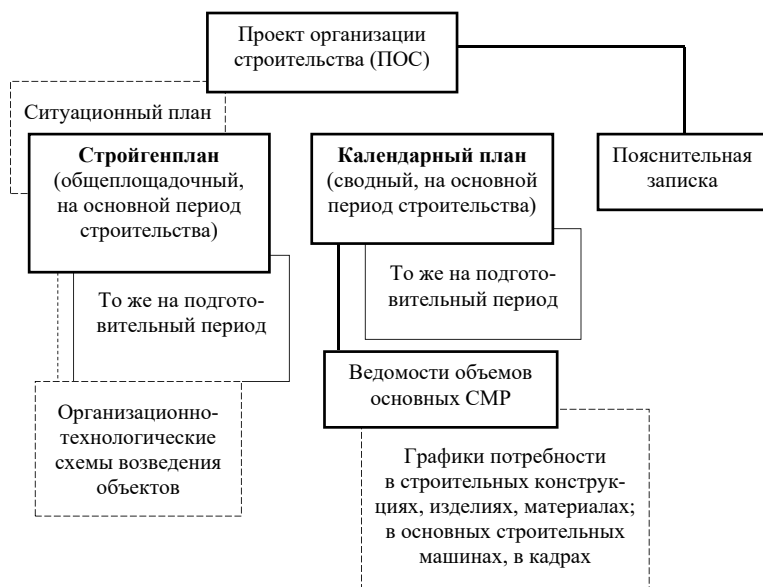 Проект организации
строительства (ПОС)
Ситуационный план
Стройгенплан
(общеплощадочный,
на основной период
строительства)
Календарный план
(сводный, на основной
период строительства)
Пояснительная
записка
То же на подгото-
вительный период
То же на подгото-
вительный период
Организационно-
технологические
схемы возведения
объектов
Ведомости объемов
основных СМР
Графики потребности
в строительных конструк-
циях, изделиях, материалах;
в основных строительных
машинах, в кадрах